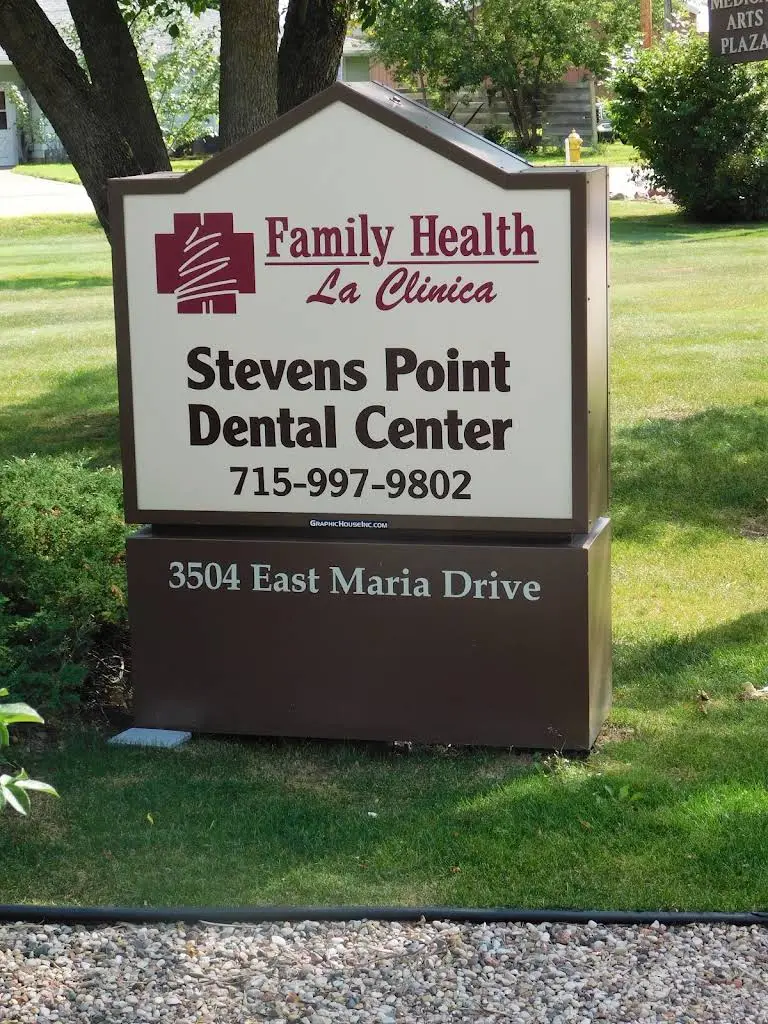 MEDICAL
ARTS
PLAZA
Family Health
La Clinica
Stevens Point
Dental Center
715-997-9802
GraphicHouseInc.com
3504 East Maria Drive